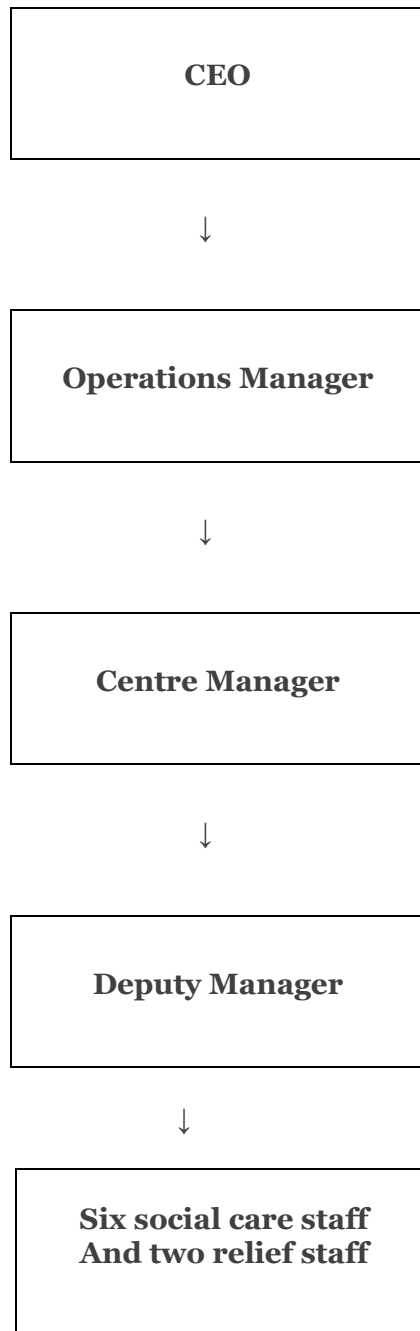 CEO
↓
Operations Manager
↓
Centre Manager
↓
Deputy Manager
↓
Six social care staff
And two relief staff